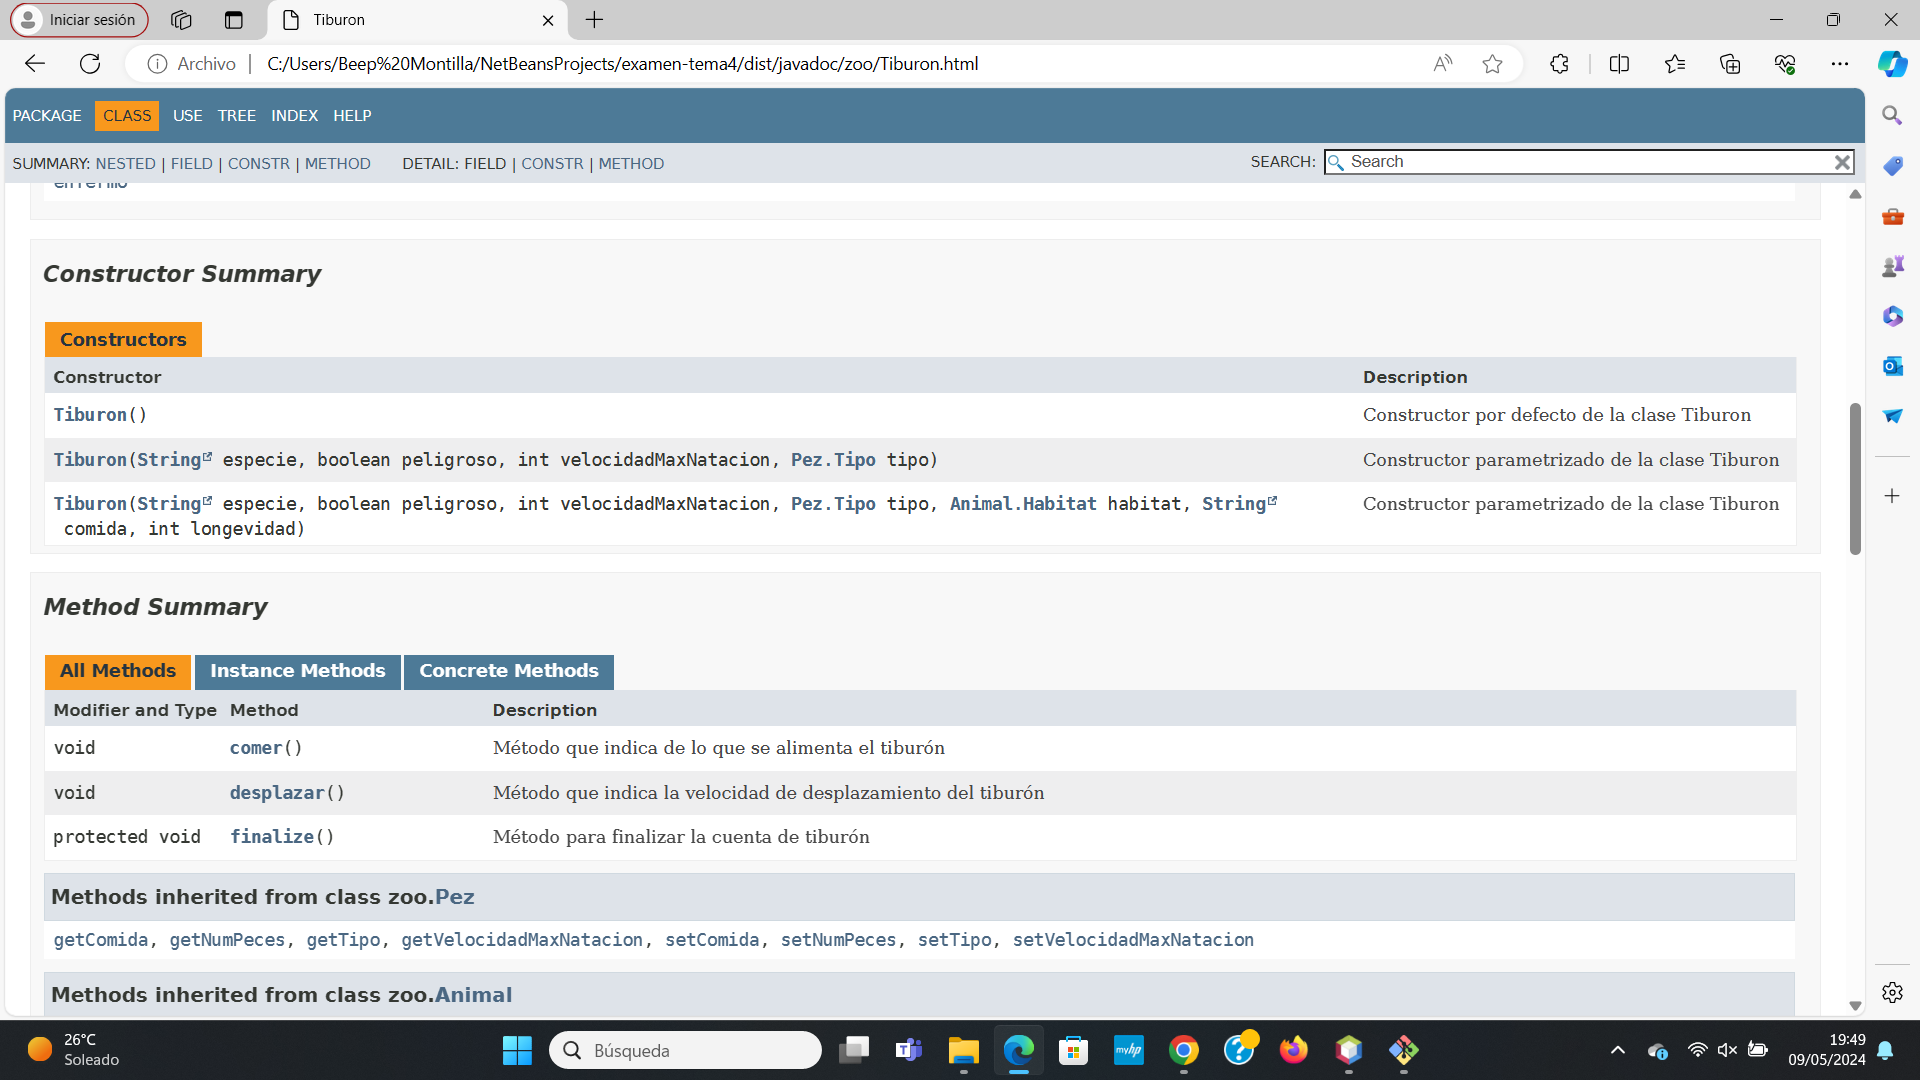 Iniciar sesión
Tiburon
Archivo
C:/Users/Beep%20Montilla/NetBeansProjects/examen-tema4/dist/javadoc/zoo/Tiburon.html
PACKAGE CLASS USE TREE INDEX HELP
SUMMARY: NESTED | FIELD | CONSTR | METHOD DETAIL: FIELD | CONSTR | METHOD
SEARCH: Search
enfermo
Constructor Summary
Constructors
Constructor Description
Tiburon() Constructor por defecto de la clase Tiburon
Tiburon(String especie, boolean peligroso, int velocidadMaxNatacion, Pez.Tipo tipo) Constructor parametrizado de la clase Tiburon
Tiburon(String especie, boolean peligroso, int velocidadMaxNatacion, Pez.Tipo tipo, Animal.Habitat habitat, String Constructor parametrizado de la clase Tiburon
comida, int longevidad)
Method Summary
All Methods Instance Methods Concrete Methods
Modifier and Type Method Description
void comer() Método que indica de lo que se alimenta el tiburón
void desplazar() Método que indica la velocidad de desplazamiento del tiburón
protected void finalize() Método para finalizar la cuenta de tiburón
Methods inherited from class zoo.Pez
getComida, getNumPeces, getTipo, getVelocidadMaxNatacion, setComida, setNumPeces, setTipo, setVelocidadMaxNatacion
Methods inherited from class zoo.Animal
26°C
Soleado
Búsqueda
myhp
19:49
09/05/2024